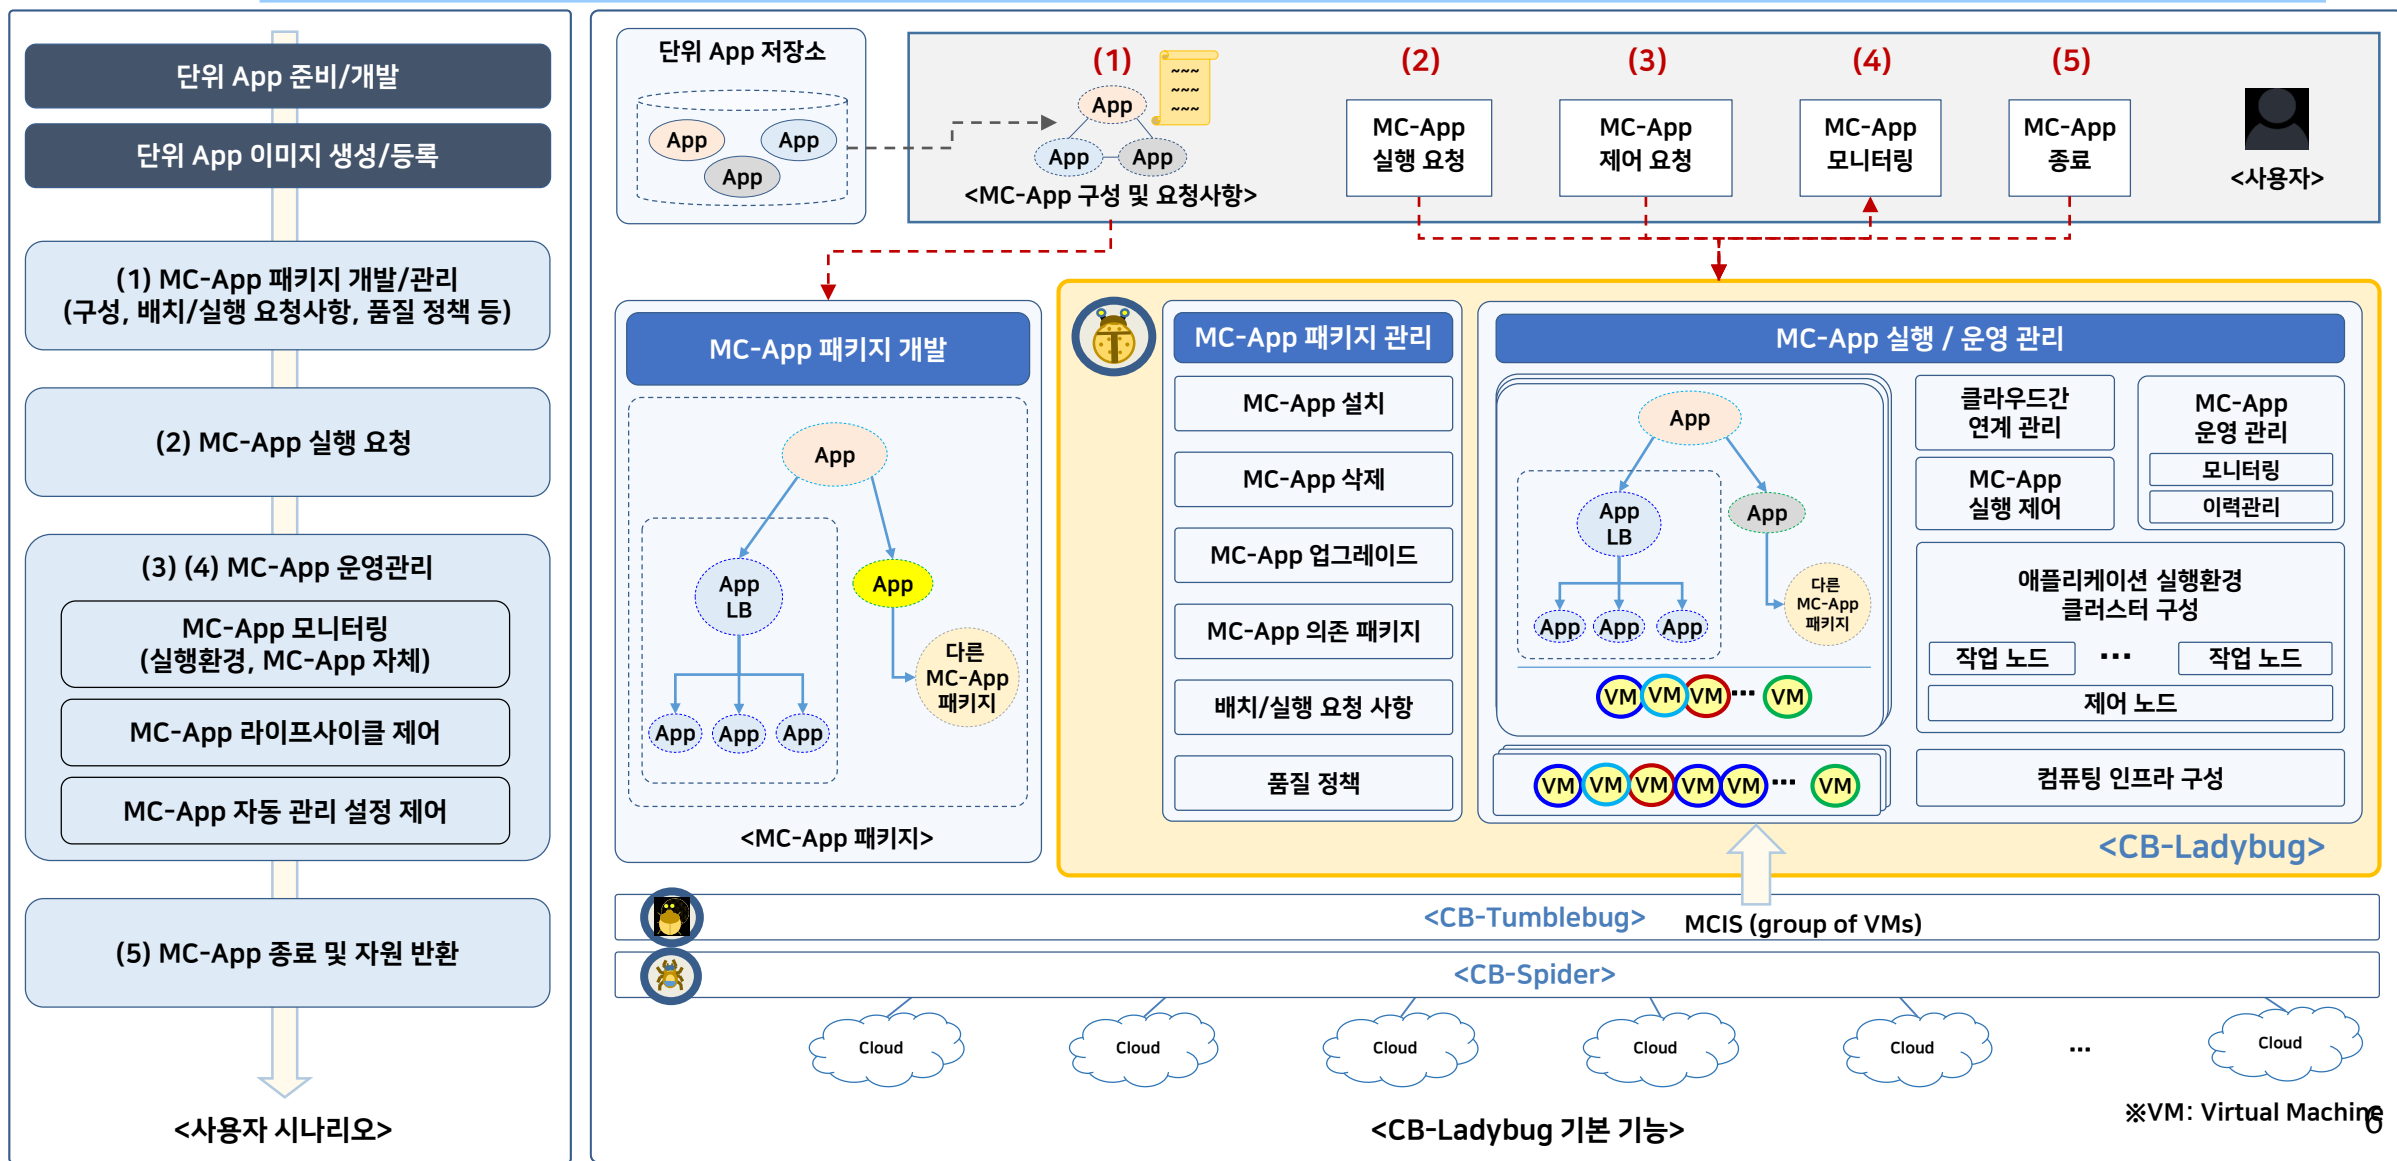 단위 App 준비/개발
단위 App 이미지 생성/등록
(1) MC-App 패키지 개발/관리
(구성, 배치/실행 요청사항, 품질 정책 등)
(2) MC-App 실행 요청
(3) (4) MC-App 운영관리
MC-App 모니터링
(실행환경, MC-App 자체)
MC-App 라이프사이클 제어
MC-App 자동 관리 설정 제어
(5) MC-App 종료 및 자원 반환
<사용자 시나리오>
단위 App 저장소
App
App
App
(1)
App
~~~
~~~
~~~
App
App
<MC-App 구성 및 요청사항>
(2)
MC-App
실행 요청
(3)
MC-App
제어 요청
(4)
MC-App
모니터링
(5)
MC-App
종료
<사용자>
MC-App 패키지 개발
App
App
LB
App
다른
MC-App
패키지
App
App
App
<MC-App 패키지>
MC-App 패키지 관리
MC-App 설치
MC-App 삭제
MC-App 업그레이드
MC-App 의존 패키지
배치/실행 요청 사항
품질 정책
MC-App 실행 / 운영 관리
App
App
LB
App
다른
MC-App
패키지
App
App
App
VM VM VM ... VM
VM VM VM VM VM ... VM
클라우드간
연계 관리
MC-App
실행 제어
MC-App
운영 관리
모니터링
이력관리
애플리케이션 실행환경
클러스터 구성
작업 노드 ... 작업 노드
제어 노드
컴퓨팅 인프라 구성
<CB-Ladybug>
<CB-Tumblebug>
MCIS (group of VMs)
<CB-Spider>
Cloud
Cloud
Cloud
Cloud
Cloud
...
Cloud
※VM: Virtual Machine
6
<CB-Ladybug 기본 기능>